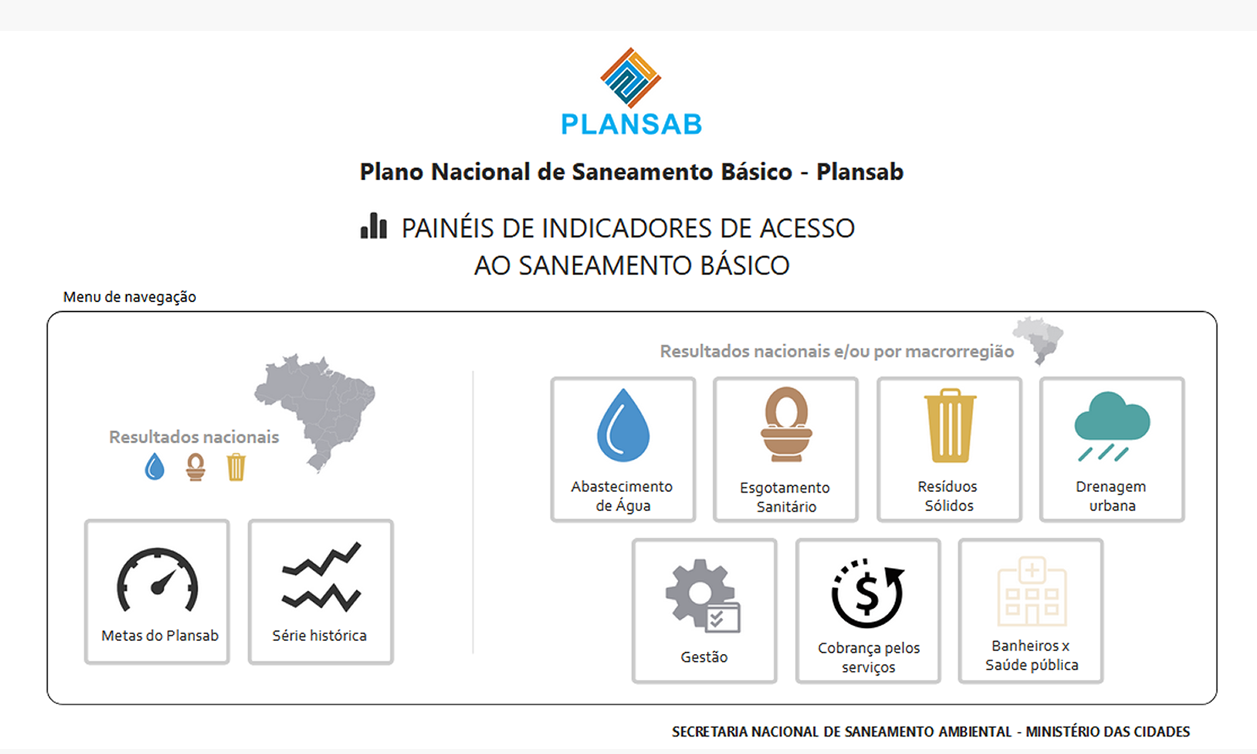 PLANSAB
Plano Nacional de Saneamento Básico - Plansab
PAINÉIS DE INDICADORES DE ACESSO
AO SANEAMENTO BÁSICO
Menu de navegação
Resultados nacionais
Metas do Plansab
Série histórica
Resultados nacionais e/ou por macrorregião
Abastecimento
de Água
Esgotamento
Sanitário
Resíduos
Sólidos
Drenagem
urbana
Gestão
$
Cobrança pelos
serviços
Banheiros x
Saúde pública
SECRETARIA NACIONAL DE SANEAMENTO AMBIENTAL - MINISTÉRIO DAS CIDADES